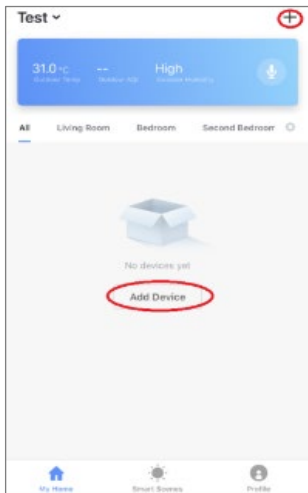 Test
31.0 °C -- High
Outdoor Temp Outdoor AQI Outdoor Humidity
All Living Room Bedroom Second Bedroom
No devices yet
Add Device
My Home Smart Scenes Profile